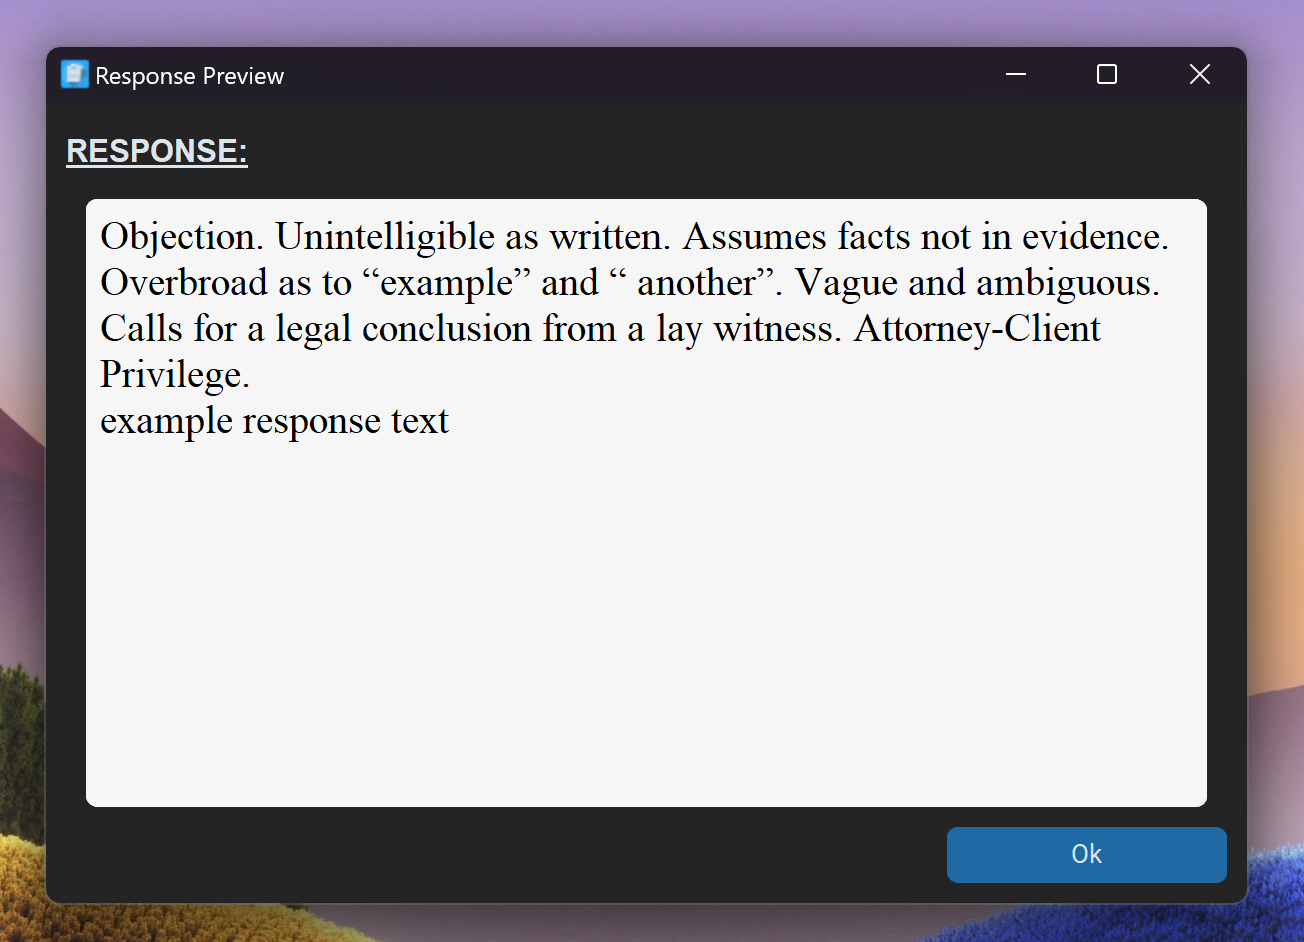 Response Preview
RESPONSE:
Objection. Unintelligible as written. Assumes facts not in evidence.
Overbroad as to “example” and “ another”. Vague and ambiguous.
Calls for a legal conclusion from a lay witness. Attorney-Client
Privilege.
example response text
Ok